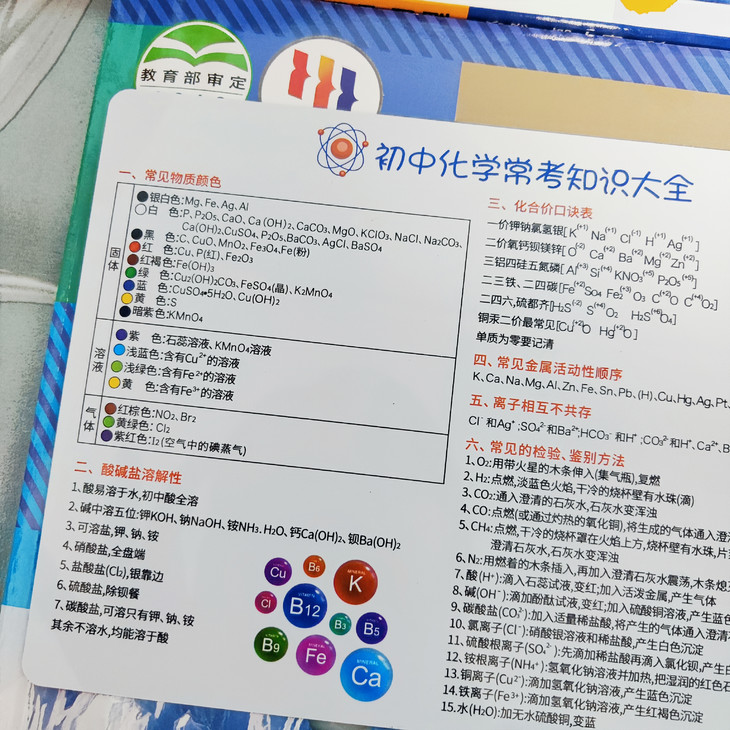 教育部审定
初中化学常考知识大全
一、常见物质颜色
固体
银白色:Mg、Fe、Ag、Al
白 色:P、P₂O₅、CaO、Ca(OH)₂、CaCO₃、MgO、KClO₃、NaCl、Na₂CO₃、
Ca(OH)₂、CuSO₄、P₂O₅、BaCO₃、AgCl、BaSO₄
黑 色:C、CuO、MnO₂、Fe₃O₄、Fe(粉)
红 色:Cu、P(红)、Fe₂O₃
红褐色:Fe(OH)₃
绿 色:Cu₂(OH)₂CO₃、FeSO₄(晶)、K₂MnO₄
蓝 色:CuSO₄•5H₂O、Cu(OH)₂
黄 色:S
暗紫色:KMnO₄
溶液
紫 色:石蕊溶液、KMnO₄溶液
浅蓝色:含有Cu²⁺的溶液
浅绿色:含有Fe²⁺的溶液
黄 色:含有Fe³⁺的溶液
气体
红棕色:NO₂、Br₂
黄绿色:Cl₂
紫红色:I₂(空气中的碘蒸气)
二、酸碱盐溶解性
1、酸易溶于水,初中酸全溶
2、碱中溶五位:钾KOH、钠NaOH、铵NH₃.H₂O、钙Ca(OH)₂、钡Ba(OH)₂
3、可溶盐,钾、钠、铵
4、硝酸盐,全盘端
5、盐酸盐(Cl₂),银靠边
6、硫酸盐,除钡餐
7、碳酸盐,可溶只有钾、钠、铵
其余不溶水,均能溶于酸
Cu
B6
MINERAL
K
Cl
VITAMIN
B12
B3
B5
B9
MINERAL
Fe
MINERAL
Ca
三、化合价口诀表
一价钾钠氯氢银[K⁽⁺¹⁾ Na⁽⁺¹⁾ Cl⁽⁻¹⁾ H⁽⁺¹⁾ Ag⁽⁺¹⁾]
二价氧钙钡镁锌[O⁽⁻²⁾ Ca⁽⁺²⁾ Ba⁽⁺²⁾ Mg⁽⁺²⁾ Zn⁽⁺²⁾]
三铝四硅五氮磷[Al⁽⁺³⁾ Si⁽⁺⁴⁾ KNO₃⁽⁺⁵⁾ P₂O₅⁽⁺⁵⁾]
二三铁、二四碳[Fe⁽⁺²⁾SO₄ Fe₂⁽⁺³⁾O₃ C⁽⁺²⁾O C⁽⁺⁴⁾O₂]
二四六,硫都齐[H₂S⁽⁻²⁾ S⁽⁺⁴⁾O₂ H₂S⁽⁺⁶⁾O₄]
铜汞二价最常见[Cu⁽⁺²⁾O Hg⁽⁺²⁾O]
单质为零要记清
四、常见金属活动性顺序
K、Ca、Na、Mg、Al、Zn、Fe、Sn、Pb、(H)、Cu、Hg、Ag、Pt、
五、离子相互不共存
Cl⁻和Ag⁺;SO₄²⁻和Ba²⁺;HCO₃⁻和H⁺;CO₃²⁻和H⁺、Ca²⁺、B
六、常见的检验、鉴别方法
1、O₂:用带火星的木条伸入(集气瓶),复燃
2、H₂:点燃,淡蓝色火焰,干冷的烧杯壁有水珠(滴)
3、CO₂:通入澄清的石灰水,石灰水变浑浊
4、CO:点燃(或通过灼热的氧化铜),将生成的气体通入澄清
5、CH₄:点燃,干冷的烧杯罩在火焰上方,烧杯壁有水珠,片
澄清石灰水,石灰水变浑浊
6、N₂:用燃着的木条插入,再加入澄清石灰水震荡,木条熄
7、酸(H⁺):滴入石蕊试液,变红;加入活泼金属,产生气体
8、碱(OH⁻):滴加酚酞试液,变红;加入硫酸铜溶液,产生蓝色
9、碳酸盐(CO₃²⁻):加入适量稀盐酸,将产生的气体通入澄清
10、氯离子(Cl⁻):硝酸银溶液和稀盐酸,产生白色沉淀
11、硫酸根离子(SO₄²⁻):先滴加稀盐酸再滴入氯化钡,产生白
12、铵根离子(NH₄⁺):氢氧化钠溶液并加热,把湿润的红色石
13、铜离子(Cu²⁺):滴加氢氧化钠溶液,产生蓝色沉淀
14、铁离子(Fe³⁺):滴加氢氧化钠溶液,产生红褐色沉淀
15、水(H₂O):加无水硫酸铜,变蓝